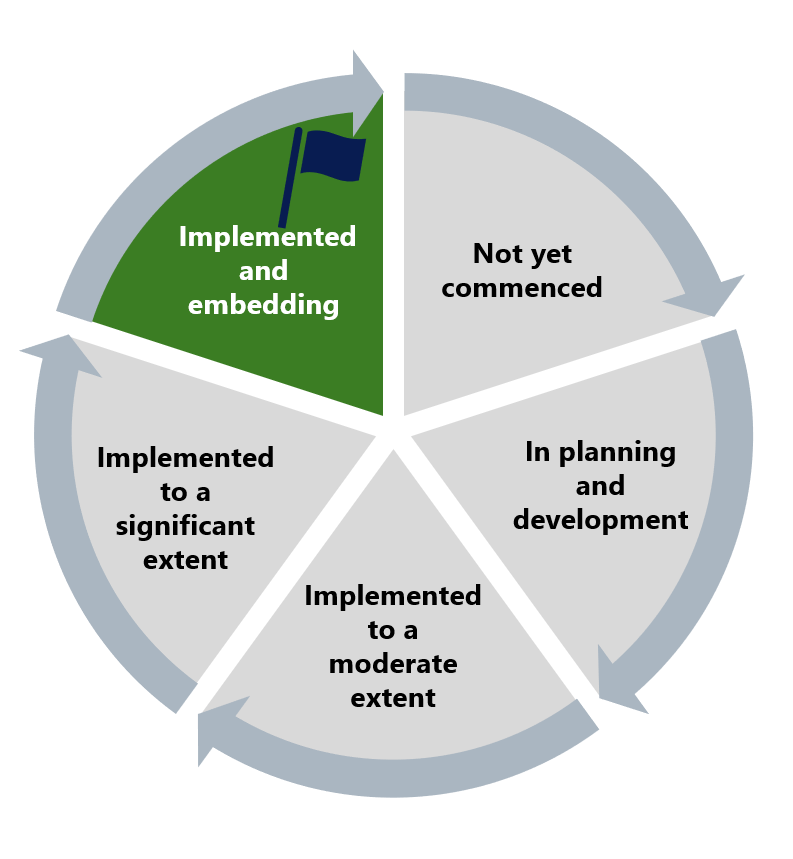 Implemented
and
embedding
Not yet
commenced
In planning
and
development
Implemented
to a
moderate
extent
Implemented
to a
significant
extent